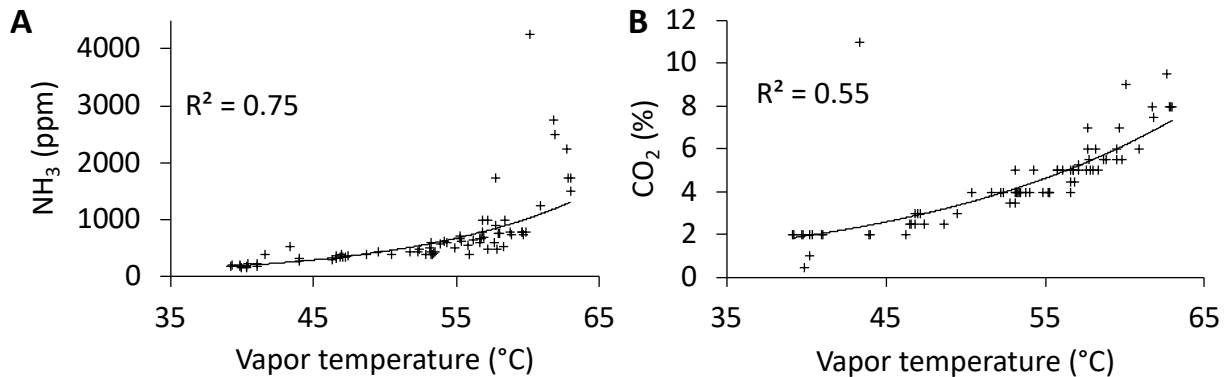 A
NH₃ (ppm)
4000
3000
2000
1000
0
R² = 0.75
35 45 55 65
Vapor temperature (°C)
B
CO₂ (%)
12
10
8
6
4
2
0
R² = 0.55
35 45 55 65
Vapor temperature (°C)